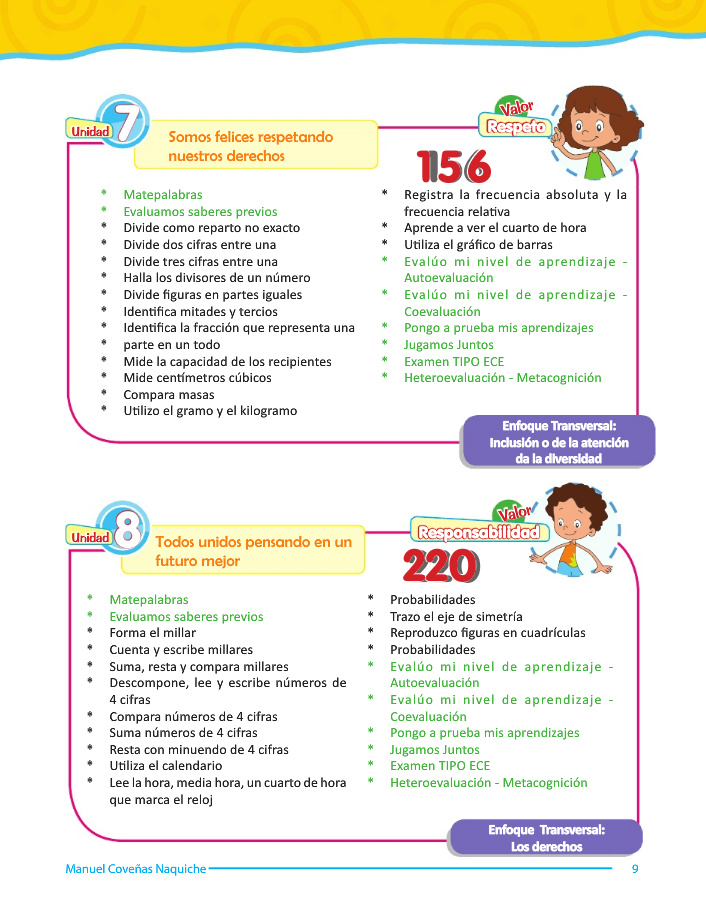 Unidad 7
Somos felices respetando
nuestros derechos
Valor
Respeto
156
* Matepalabras
* Evaluamos saberes previos
* Divide como reparto no exacto
* Divide dos cifras entre una
* Divide tres cifras entre una
* Halla los divisores de un número
* Divide figuras en partes iguales
* Identifica mitades y tercios
* Identifica la fracción que representa una
* parte en un todo
* Mide la capacidad de los recipientes
* Mide centímetros cúbicos
* Compara masas
* Utilizo el gramo y el kilogramo
* Registra la frecuencia absoluta y la
frecuencia relativa
* Aprende a ver el cuarto de hora
* Utiliza el gráfico de barras
* Evalúo mi nivel de aprendizaje -
Autoevaluación
* Evalúo mi nivel de aprendizaje -
Coevaluación
* Pongo a prueba mis aprendizajes
* Jugamos Juntos
* Examen TIPO ECE
* Heteroevaluación - Metacognición
Enfoque Transversal:
Inclusión o de la atención
da la diversidad
Unidad 8
Todos unidos pensando en un
futuro mejor
Valor
Responsabilidad
220
* Matepalabras
* Evaluamos saberes previos
* Forma el millar
* Cuenta y escribe millares
* Suma, resta y compara millares
* Descompone, lee y escribe números de
4 cifras
* Compara números de 4 cifras
* Suma números de 4 cifras
* Resta con minuendo de 4 cifras
* Utiliza el calendario
* Lee la hora, media hora, un cuarto de hora
que marca el reloj
* Probabilidades
* Trazo el eje de simetría
* Reproduzco figuras en cuadrículas
* Probabilidades
* Evalúo mi nivel de aprendizaje -
Autoevaluación
* Evalúo mi nivel de aprendizaje -
Coevaluación
* Pongo a prueba mis aprendizajes
* Jugamos Juntos
* Examen TIPO ECE
* Heteroevaluación - Metacognición
Enfoque Transversal:
Los derechos
Manuel Coveñas Naquiche 9